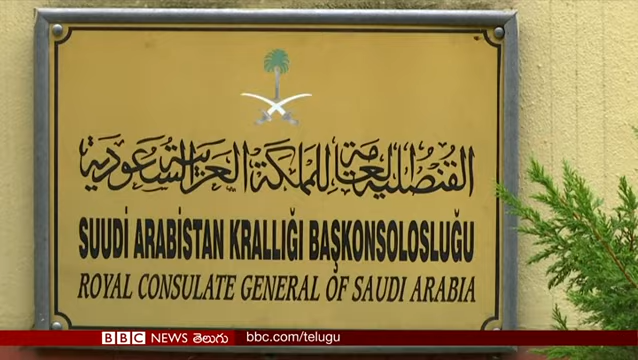 القنصلية العامة للمملكة العربية السعودية
SUUDİ ARABİSTAN KRALLIĞI BAŞKONSOLOSLUĞU
ROYAL CONSULATE GENERAL OF SAUDI ARABIA
BBC NEWS తెలుగు bbc.com/telugu